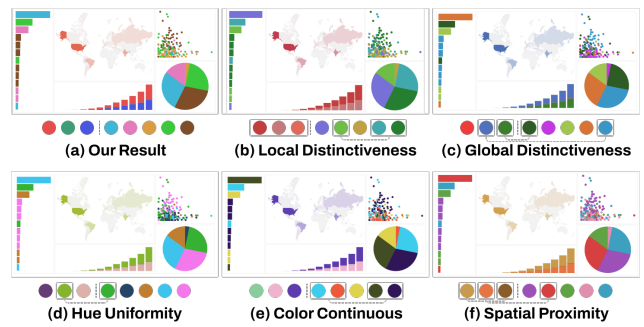 (a) Our Result
(b) Local Distinctiveness
(c) Global Distinctiveness
(d) Hue Uniformity
(e) Color Continuous
(f) Spatial Proximity